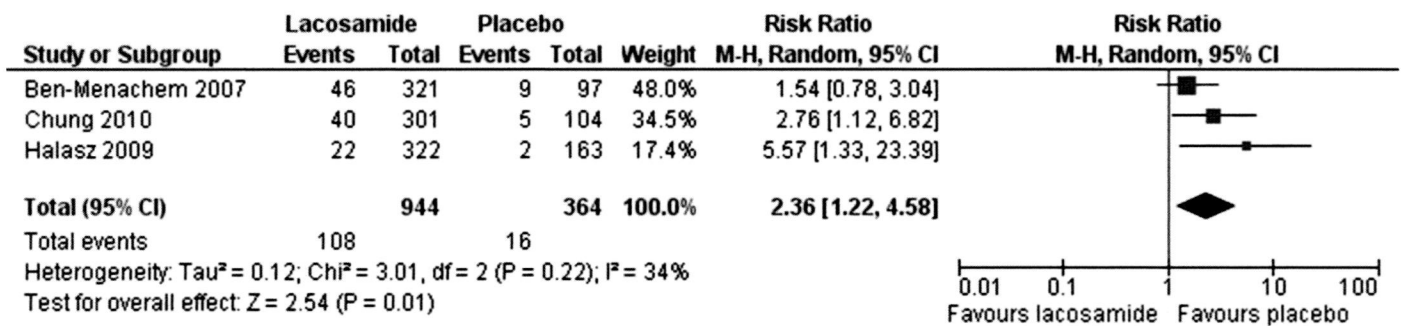 Lacosamide Placebo Risk Ratio Risk Ratio
Study or Subgroup Events Total Events Total Weight M-H, Random, 95% CI M-H, Random, 95% CI
Ben-Menachem 2007 46 321 9 97 48.0% 1.54 [0.78, 3.04]
Chung 2010 40 301 5 104 34.5% 2.76 [1.12, 6.82]
Halasz 2009 22 322 2 163 17.4% 5.57 [1.33, 23.39]
Total (95% CI) 944 364 100.0% 2.36 [1.22, 4.58]
Total events 108 16
Heterogeneity: Tau² = 0.12; Chi² = 3.01, df = 2 (P = 0.22); I² = 34%
Test for overall effect: Z = 2.54 (P = 0.01)
0.01 0.1 1 10 100
Favours lacosamide Favours placebo